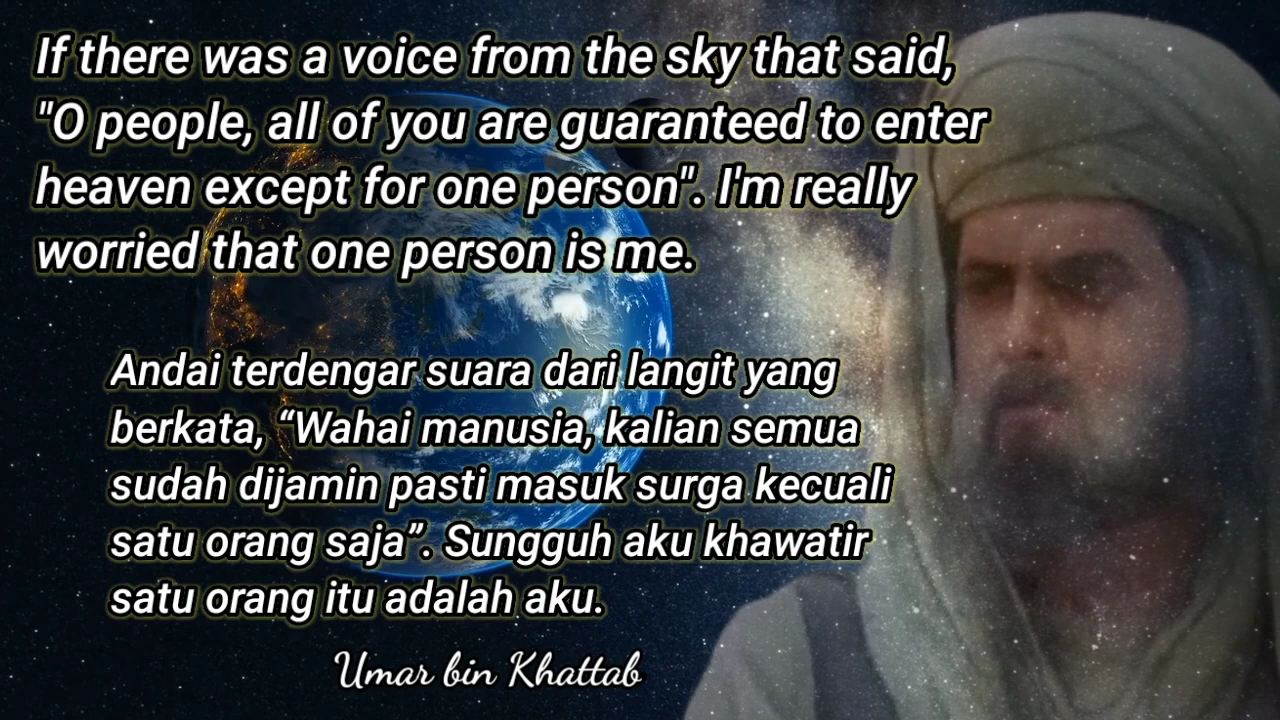 If there was a voice from the sky that said,
"O people, all of you are guaranteed to enter
heaven except for one person". I'm really
worried that one person is me.
Andai terdengar suara dari langit yang
berkata, “Wahai manusia, kalian semua
sudah dijamin pasti masuk surga kecuali
satu orang saja”. Sungguh aku khawatir
satu orang itu adalah aku.
Umar bin Khattab